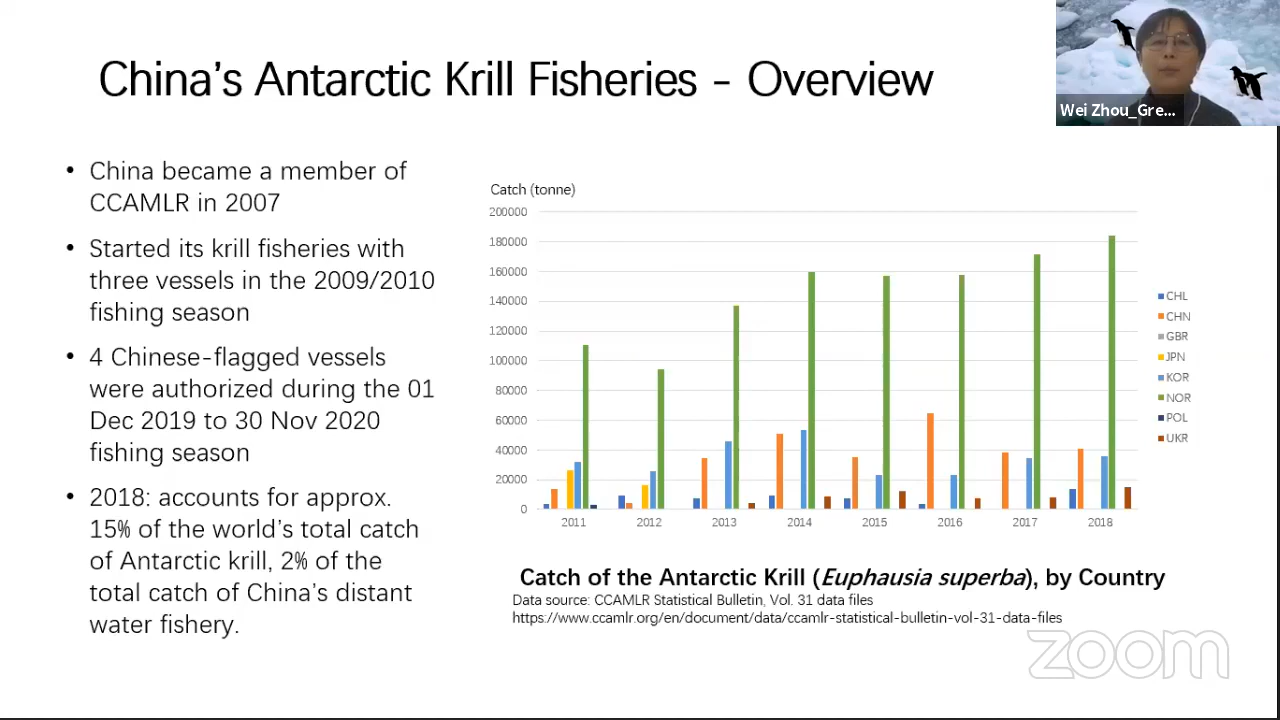 China's Antarctic Krill Fisheries - Overview
Wei Zhou_Gre...
• China became a member of
CCAMLR in 2007
• Started its krill fisheries with
three vessels in the 2009/2010
fishing season
• 4 Chinese-flagged vessels
were authorized during the 01
Dec 2019 to 30 Nov 2020
fishing season
• 2018: accounts for approx.
15% of the world's total catch
of Antarctic krill, 2% of the
total catch of China's distant
water fishery.
Catch (tonne)
200000
180000
160000
140000
120000
100000
80000
60000
40000
20000
0
2011 2012 2013 2014 2015 2016 2017 2018
CHL
CHN
GBR
JPN
KOR
NOR
POL
UKR
Catch of the Antarctic Krill (Euphausia superba), by Country
Data source: CCAMLR Statistical Bulletin, Vol. 31 data files
https://www.ccamlr.org/en/document/data/ccamlr-statistical-bulletin-vol-31-data-files
zoom